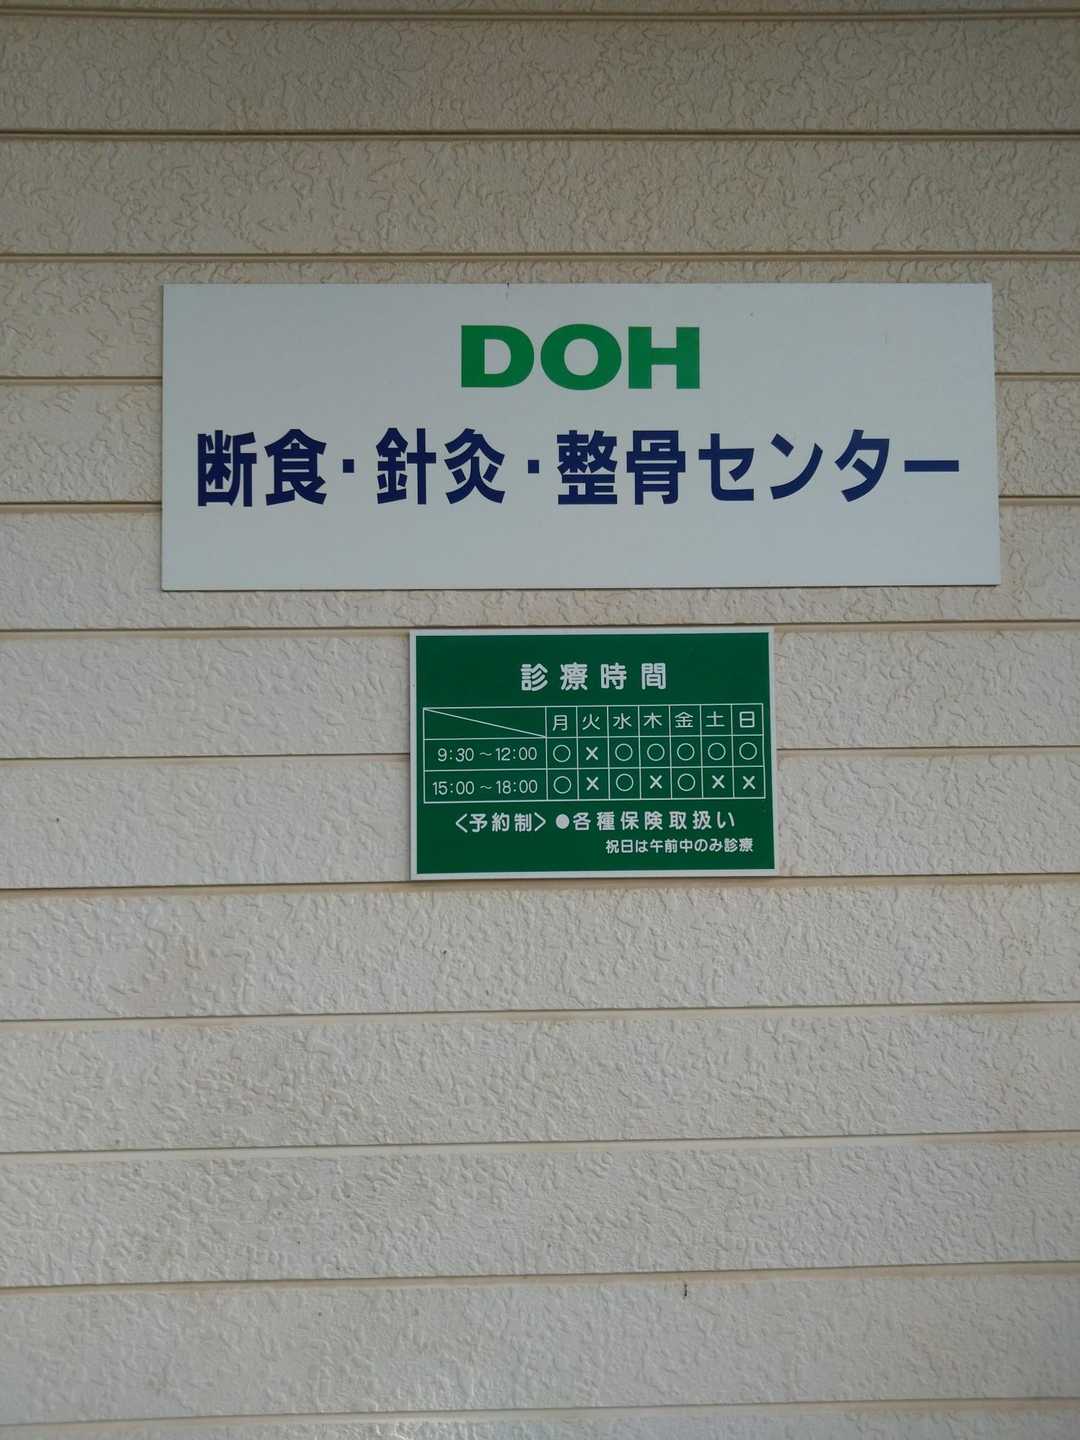 DOH
断食・針灸・整骨センター
診療時間
月 火 水 木 金 土 日
9:30～12:00 ○ × ○ ○ ○ ○ ○
15:00～18:00 ○ × ○ × ○ × ×
〈予約制〉●各種保険取扱い
祝日は午前中のみ診療